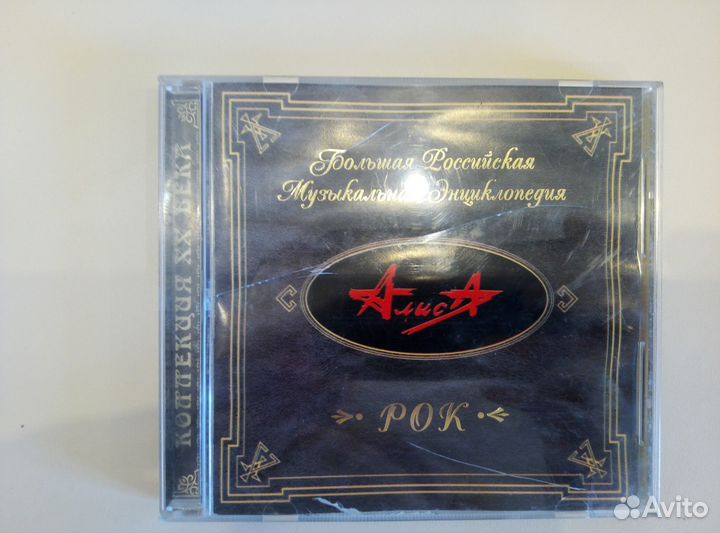 КОЛЛЕКЦИЯ XX ВЕКА
Большая Российская
Музыкальная Энциклопедия
АлисА
РОК
Avito